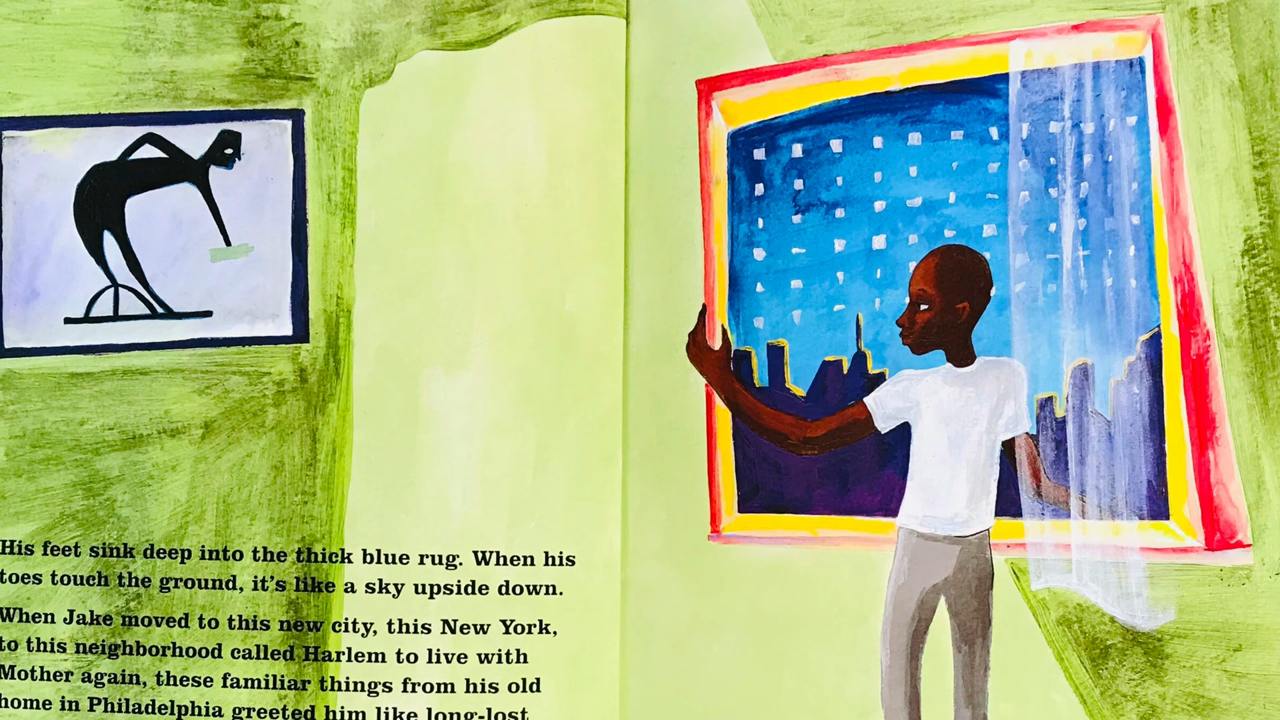 His feet sink deep into the thick blue rug. When his
toes touch the ground, it's like a sky upside down.
When Jake moved to this new city, this New York,
to this neighborhood called Harlem to live with
Mother again, these familiar things from his old
home in Philadelphia greeted him like long-lost